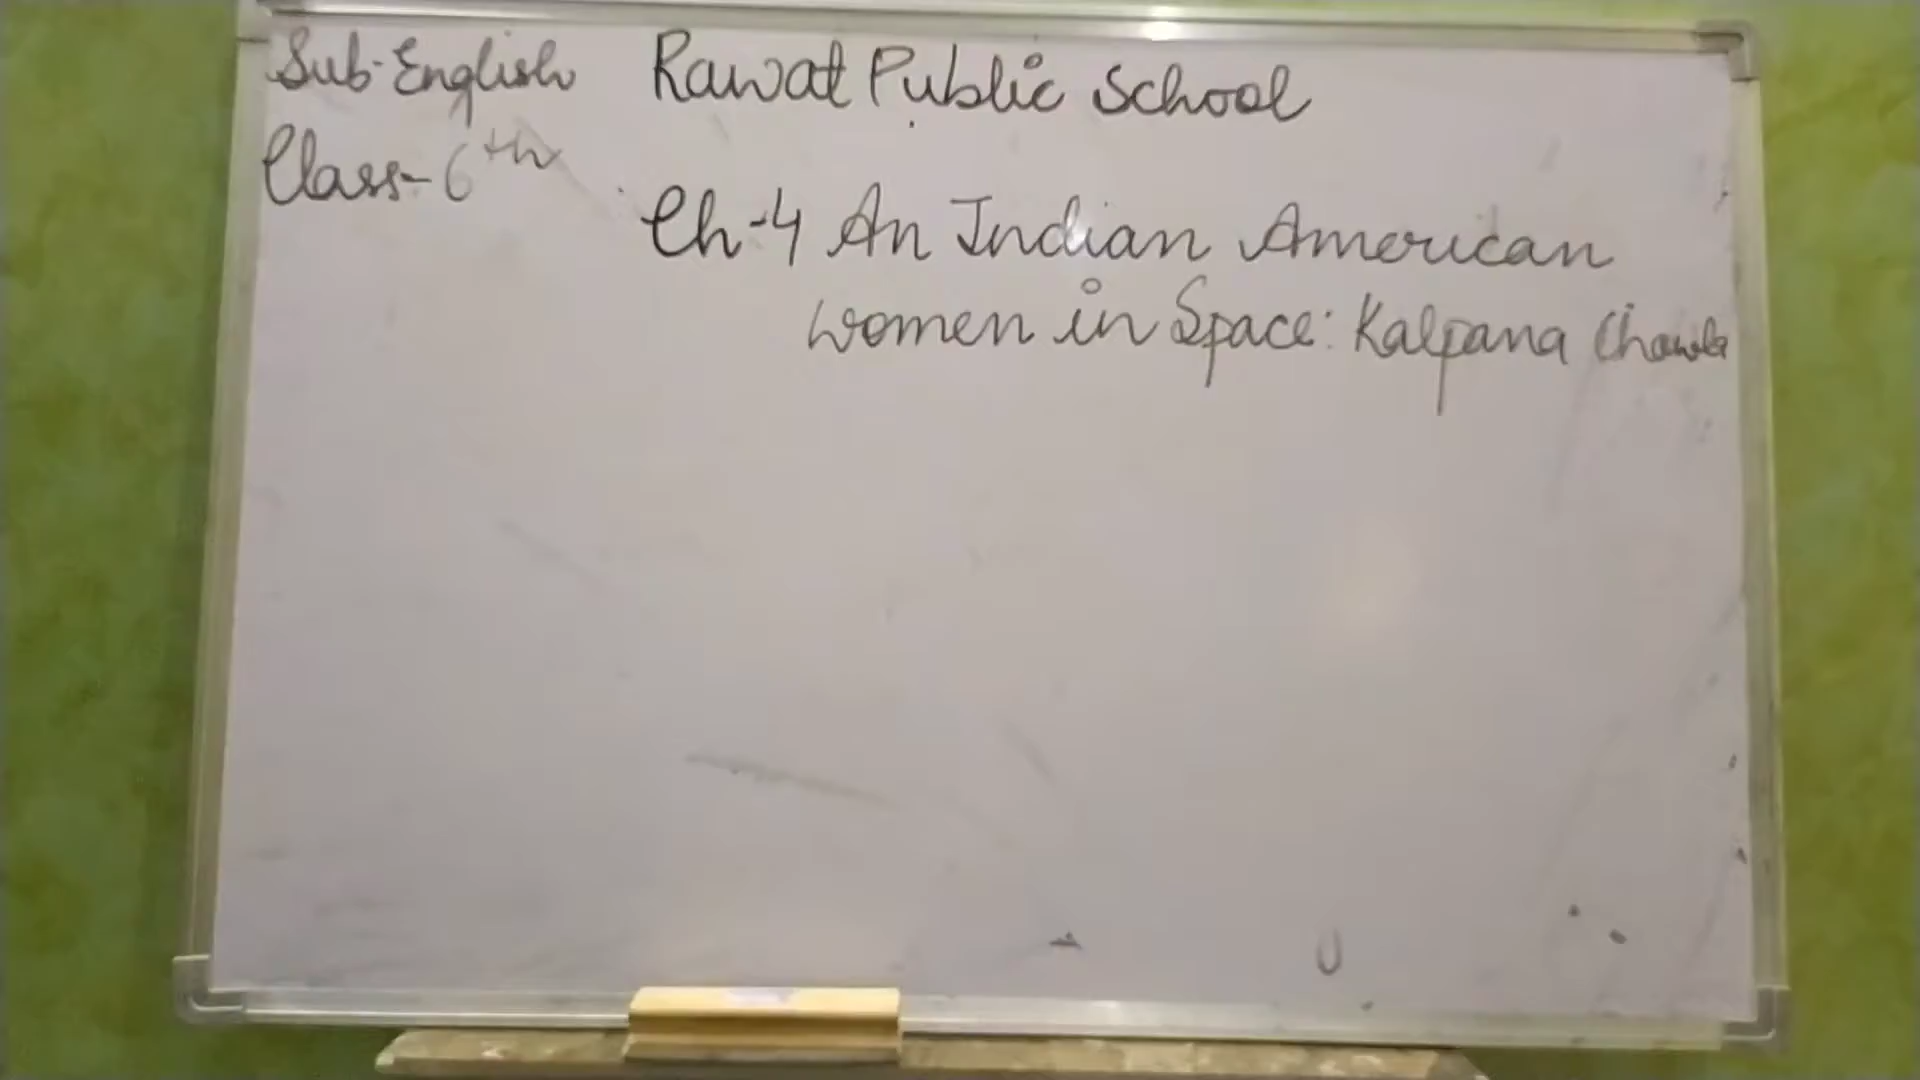 Sub-English Rawat Public School
Class-6th
Ch-4 An Indian American
women in Space: Kalpana Chawla